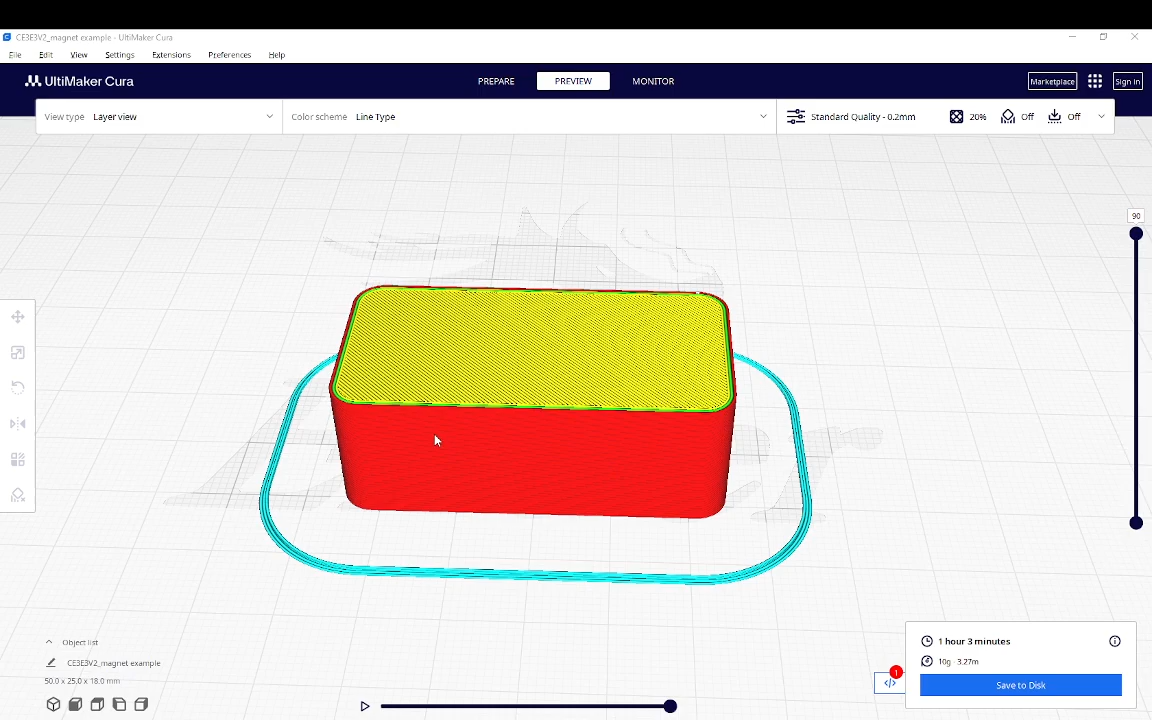 CE3E3V2_magnet example - UltiMaker Cura
File Edit View Settings Extensions Preferences Help
UltiMaker Cura
PREPARE PREVIEW MONITOR
Marketplace
Sign in
View type Layer view
Color scheme Line Type
Standard Quality - 0.2mm 20% Off Off
90
Object list
CE3E3V2_magnet example
50.0 x 25.0 x 18.0 mm
1 hour 3 minutes
10g · 3.27m
1
Save to Disk